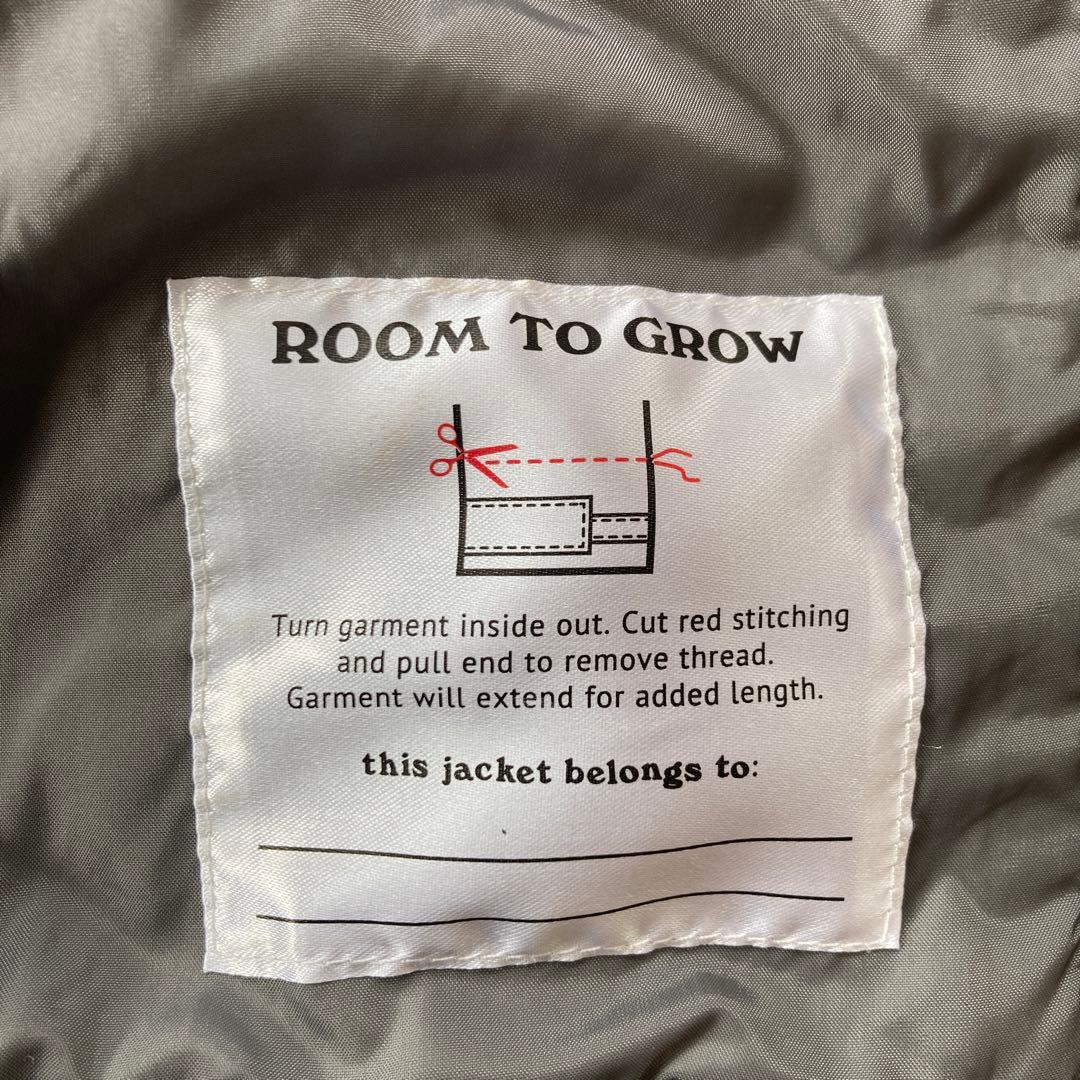 ROOM TO GROW
Turn garment inside out. Cut red stitching
and pull end to remove thread.
Garment will extend for added length.
this jacket belongs to: